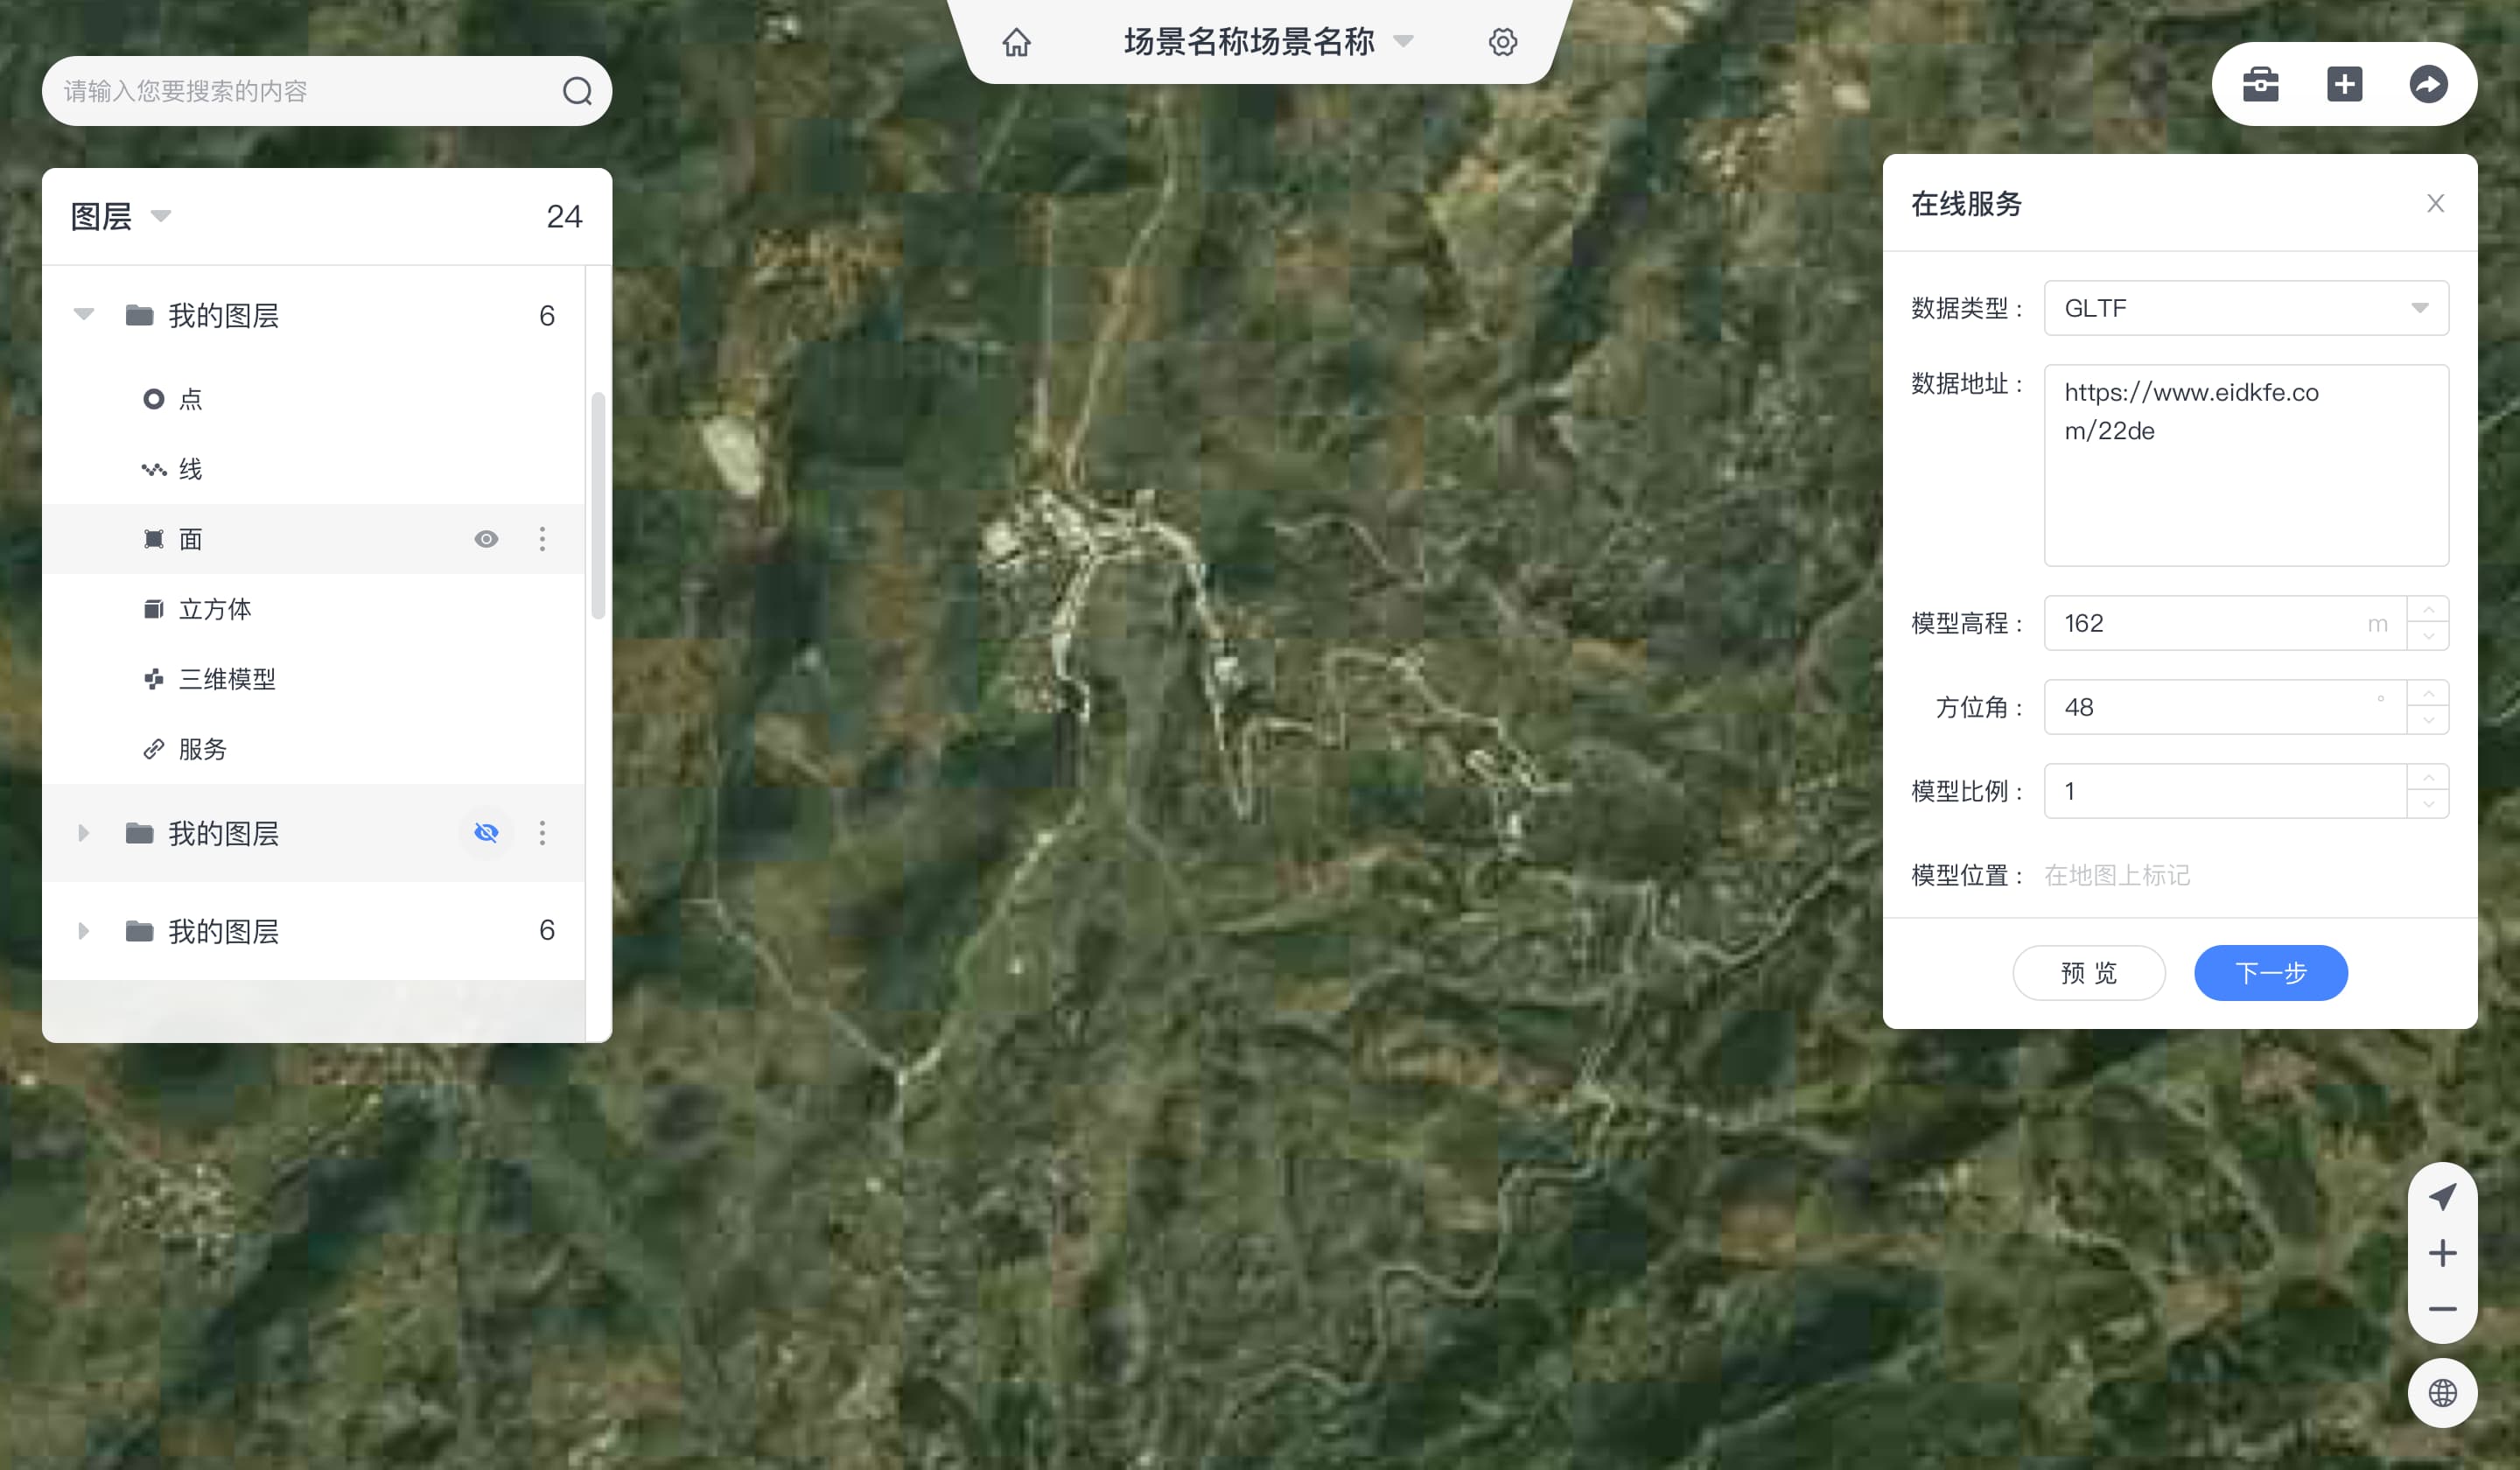 场景名称场景名称
请输入您要搜索的内容
图层 24
我的图层 6
点
线
面
立方体
三维模型
服务
我的图层
我的图层 6
在线服务
数据类型： GLTF
数据地址： https://www.eidkfe.co
m/22de
模型高程： 162 m
方位角： 48 °
模型比例： 1
模型位置： 在地图上标记
预 览 下一步